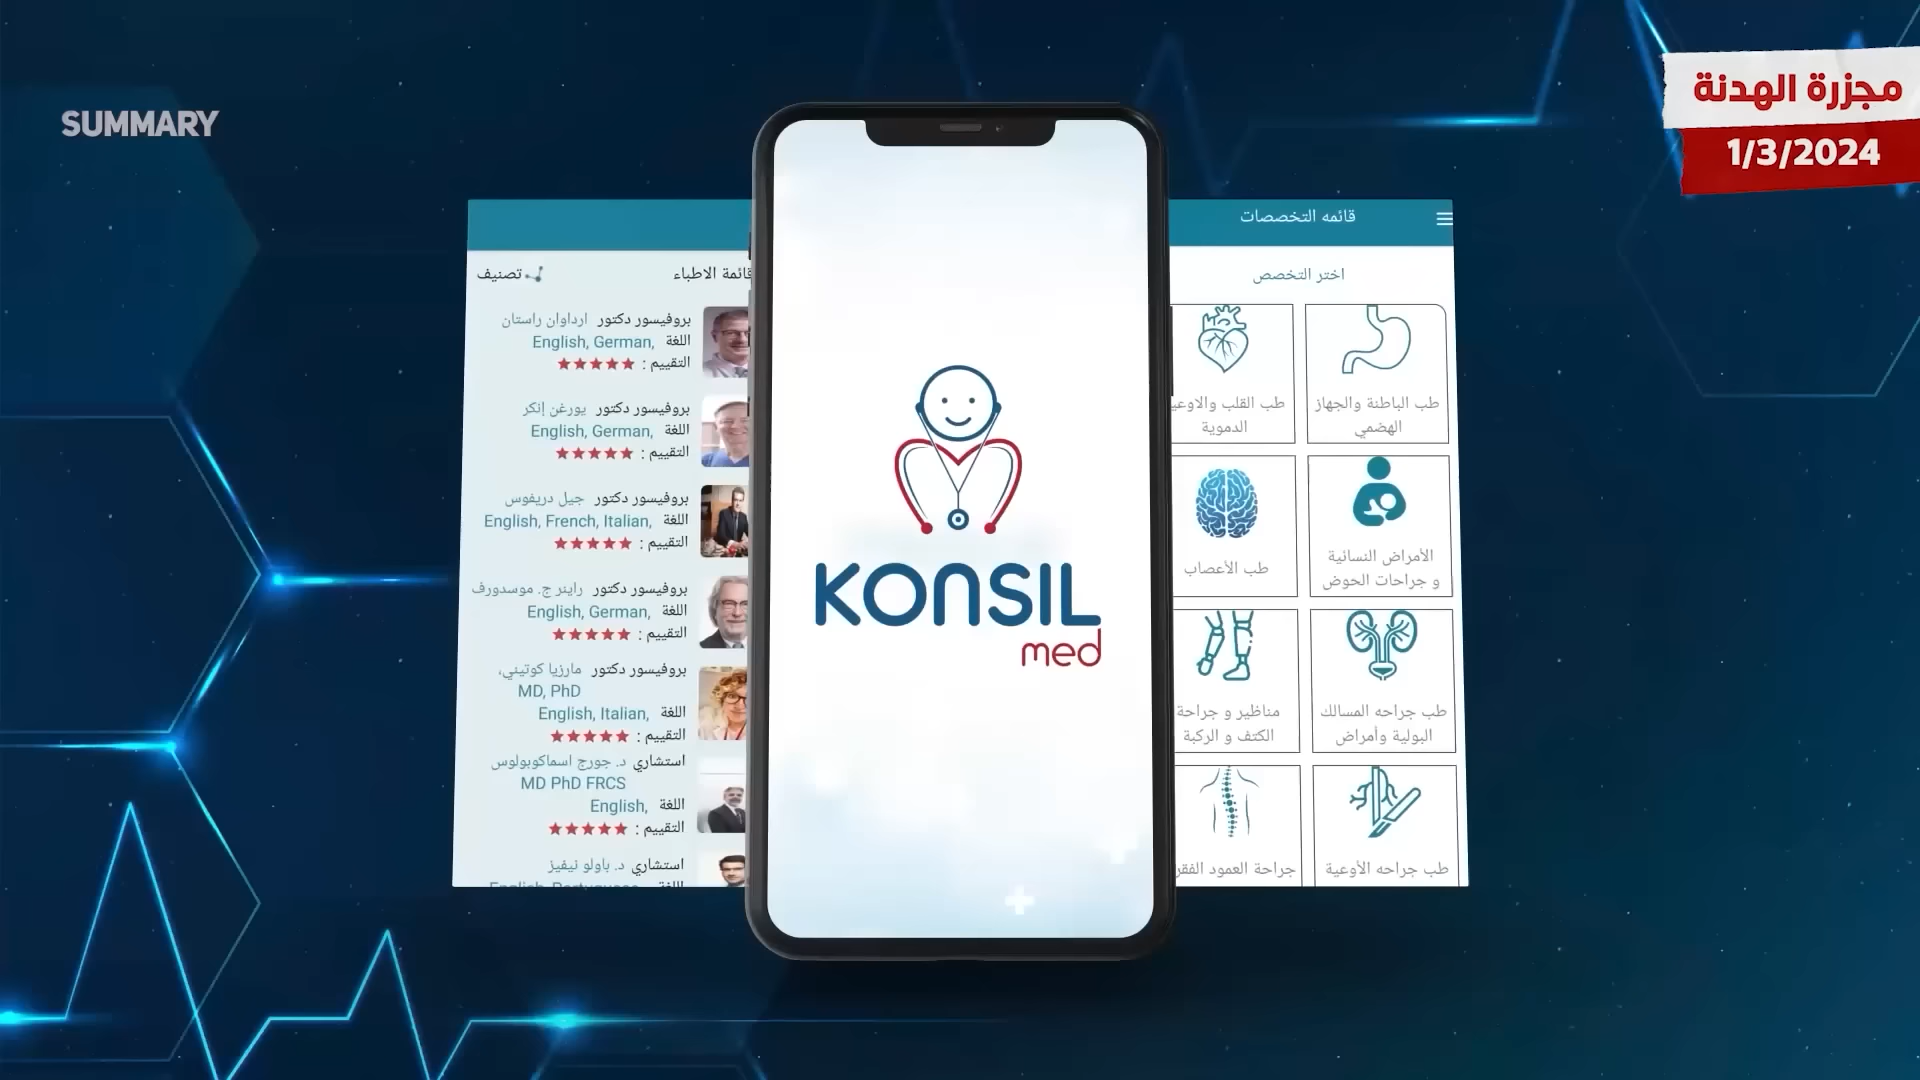 SUMMARY
مجزرة الهدنة
1/3/2024
تصنيف
قائمة الاطباء
بروفيسور دكتور ارداوان راستان
اللغة English, German,
التقييم :
بروفيسور دكتور يورغن إنكر
اللغة English, German,
التقييم :
بروفيسور دكتور جيل دريفوس
اللغة English, French, Italian,
التقييم :
بروفيسور دكتور راينر ج. موسدورف
اللغة English, German,
التقييم :
بروفيسور دكتور مارزيا كوتيني،
MD, PhD
اللغة English, Italian,
التقييم :
استشاري د. جورج اسماكوبولوس
MD PhD FRCS
اللغة English,
التقييم :
استشاري د. باولو نيفيز
KONSIL
med
قائمه التخصصات
اختر التخصص
طب الباطنة والجهاز
الهضمي
طب القلب والاوعي
الدموية
الأمراض النسائية
و جراحات الحوض
طب الأعصاب
طب جراحه المسالك
البولية وأمراض
مناظير و جراحة
الكتف و الركبة
طب جراحه الأوعية
جراحة العمود الفقر